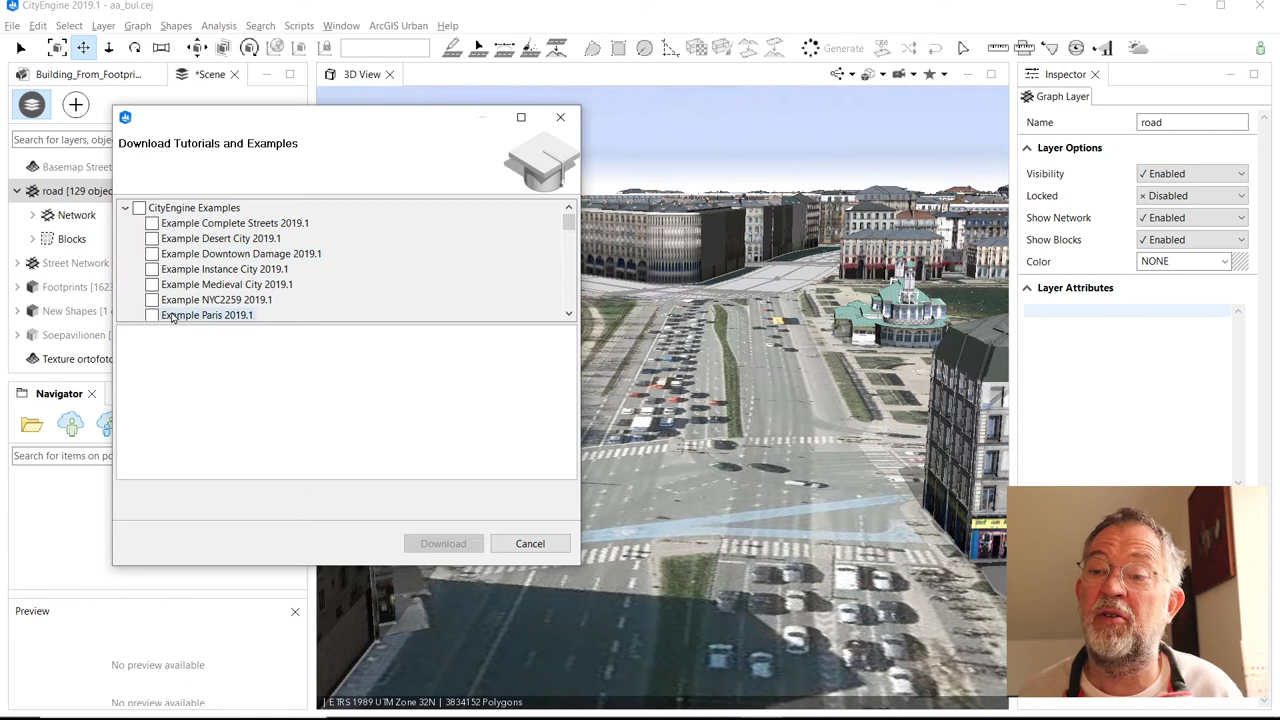 CityEngine 2019.1 - aa_bul.cej
File Edit Select Layer Graph Shapes Analysis Search Scripts Window ArcGIS Urban Help
Generate
Building_From_Footpri...
*Scene
3D View
Inspector
Graph Layer
Search for layers, obje
Basemap Street
road [129 objec
Network
Blocks
Street Network
Footprints [1623
New Shapes [1
Soepavilionen
Texture ortofoto
Navigator
Search for items on po
Preview
No preview available
No preview available
Download Tutorials and Examples
CityEngine Examples
Example Complete Streets 2019.1
Example Desert City 2019.1
Example Downtown Damage 2019.1
Example Instance City 2019.1
Example Medieval City 2019.1
Example NYC2259 2019.1
Example Paris 2019.1
Download
Cancel
ETRS 1989 UTM Zone 32N | 3834152 Polygons
Name road
Layer Options
Visibility ✓ Enabled
Locked × Disabled
Show Network ✓ Enabled
Show Blocks ✓ Enabled
Color NONE
Layer Attributes